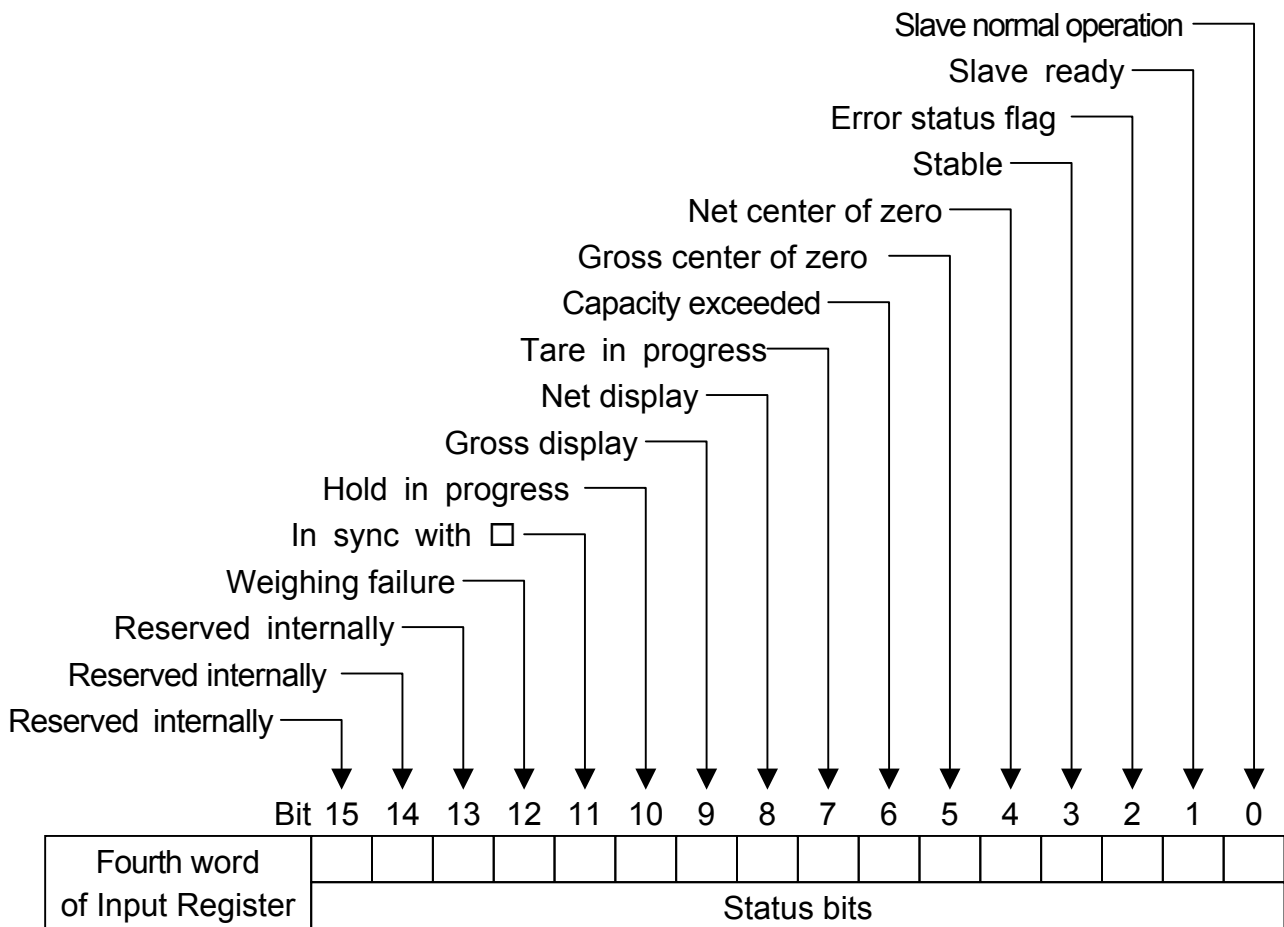 Slave normal operation
Slave ready
Error status flag
Stable
Net center of zero
Gross center of zero
Capacity exceeded
Tare in progress
Net display
Gross display
Hold in progress
In sync with □
Weighing failure
Reserved internally
Reserved internally
Reserved internally
Bit 15 14 13 12 11 10 9 8 7 6 5 4 3 2 1 0
Fourth word
of Input Register
Status bits